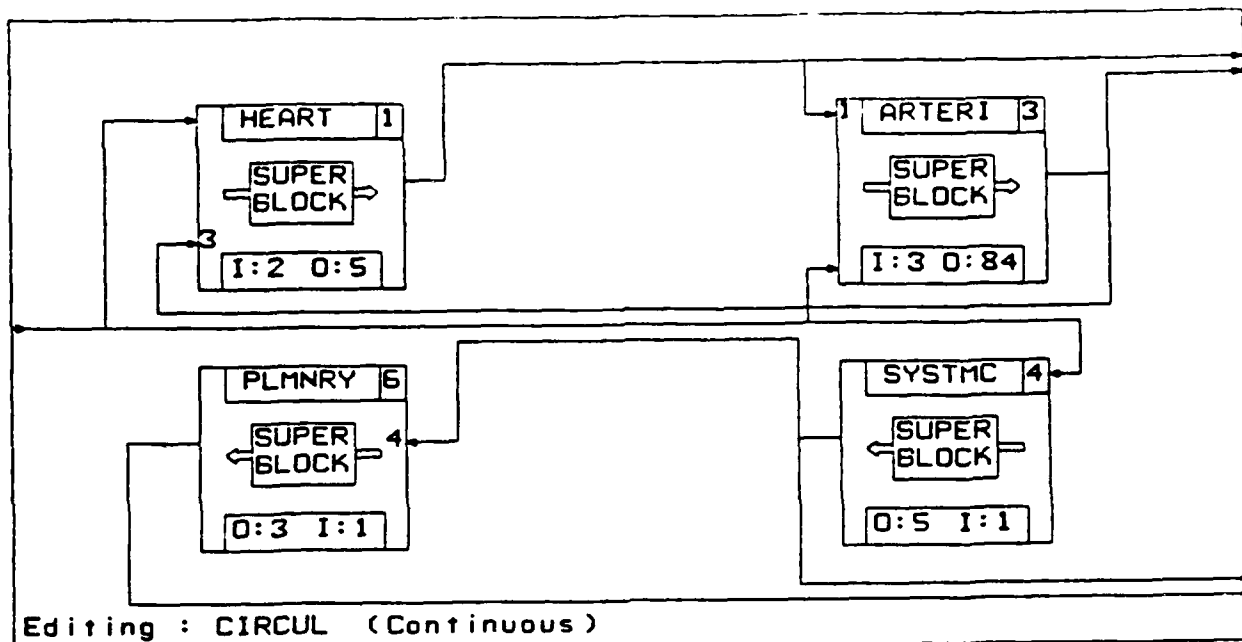 HEART 1
SUPER
BLOCK
3
I:2 O:5
1 ARTERI 3
SUPER
BLOCK
I:3 O:84
PLMNRY 6
SUPER
BLOCK
4
O:3 I:1
SYSTMC 4
SUPER
BLOCK
O:5 I:1
Editing : CIRCUL (Continuous)